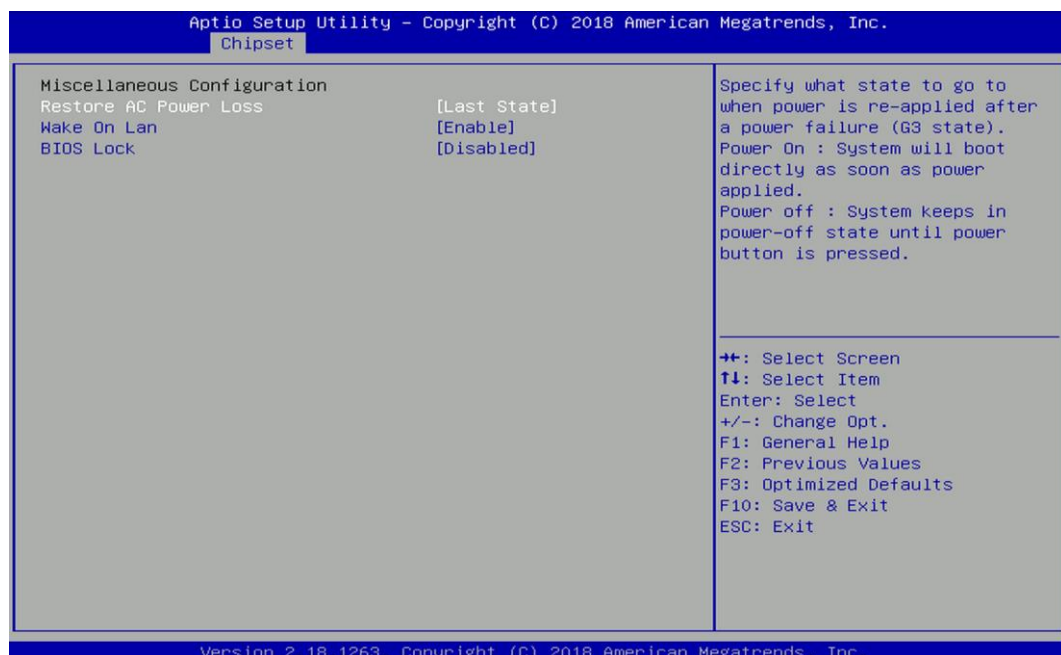 Aptio Setup Utility – Copyright (C) 2018 American Megatrends, Inc.
Chipset
Miscellaneous Configuration
Restore AC Power Loss [Last State]
Wake On Lan [Enable]
BIOS Lock [Disabled]
Specify what state to go to
when power is re-applied after
a power failure (G3 state).
Power On : System will boot
directly as soon as power
applied.
Power off : System keeps in
power-off state until power
button is pressed.
→←: Select Screen
↑↓: Select Item
Enter: Select
+/-: Change Opt.
F1: General Help
F2: Previous Values
F3: Optimized Defaults
F10: Save & Exit
ESC: Exit
Version 2.18.1263. Copyright (C) 2018 American Megatrends, Inc.